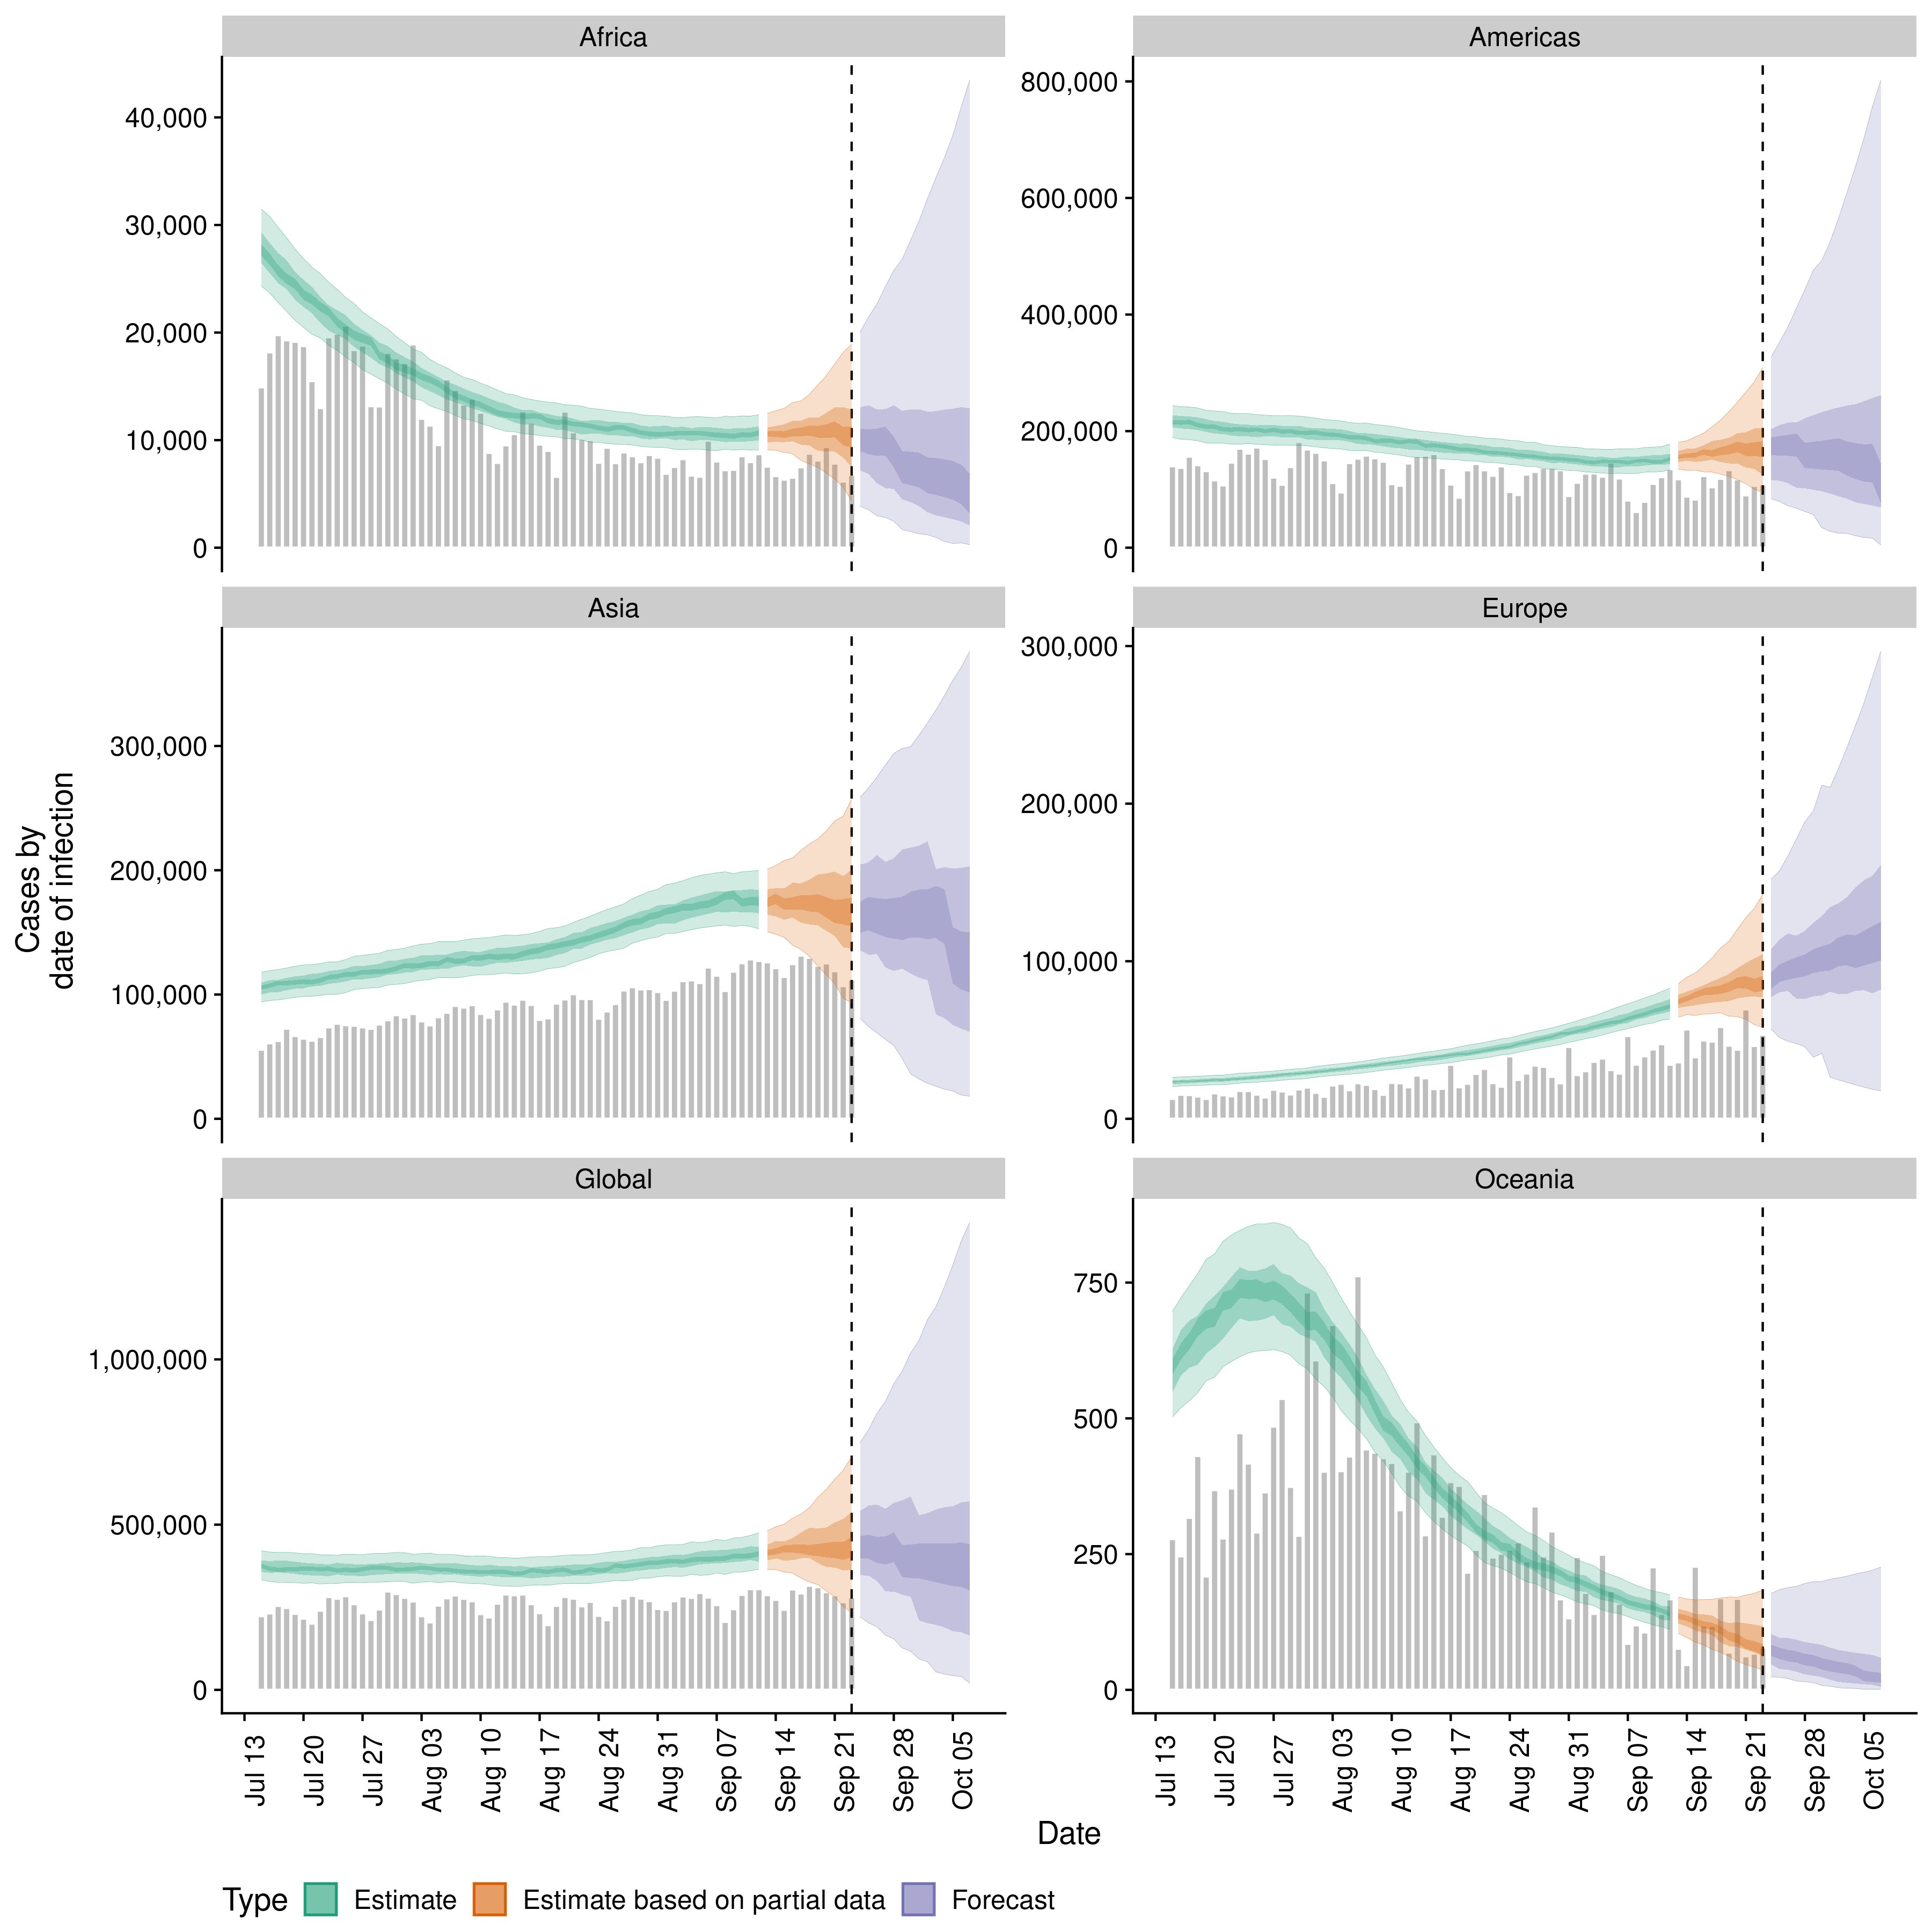 Africa
Americas
40,000
30,000
20,000
10,000
0
800,000
600,000
400,000
200,000
0
Asia
Europe
300,000
200,000
100,000
0
300,000
200,000
100,000
0
Global
Oceania
1,000,000
500,000
0
750
500
250
0
Cases by
date of infection
Jul 13
Jul 20
Jul 27
Aug 03
Aug 10
Aug 17
Aug 24
Aug 31
Sep 07
Sep 14
Sep 21
Sep 28
Oct 05
Jul 13
Jul 20
Jul 27
Aug 03
Aug 10
Aug 17
Aug 24
Aug 31
Sep 07
Sep 14
Sep 21
Sep 28
Oct 05
Date
Type Estimate Estimate based on partial data Forecast